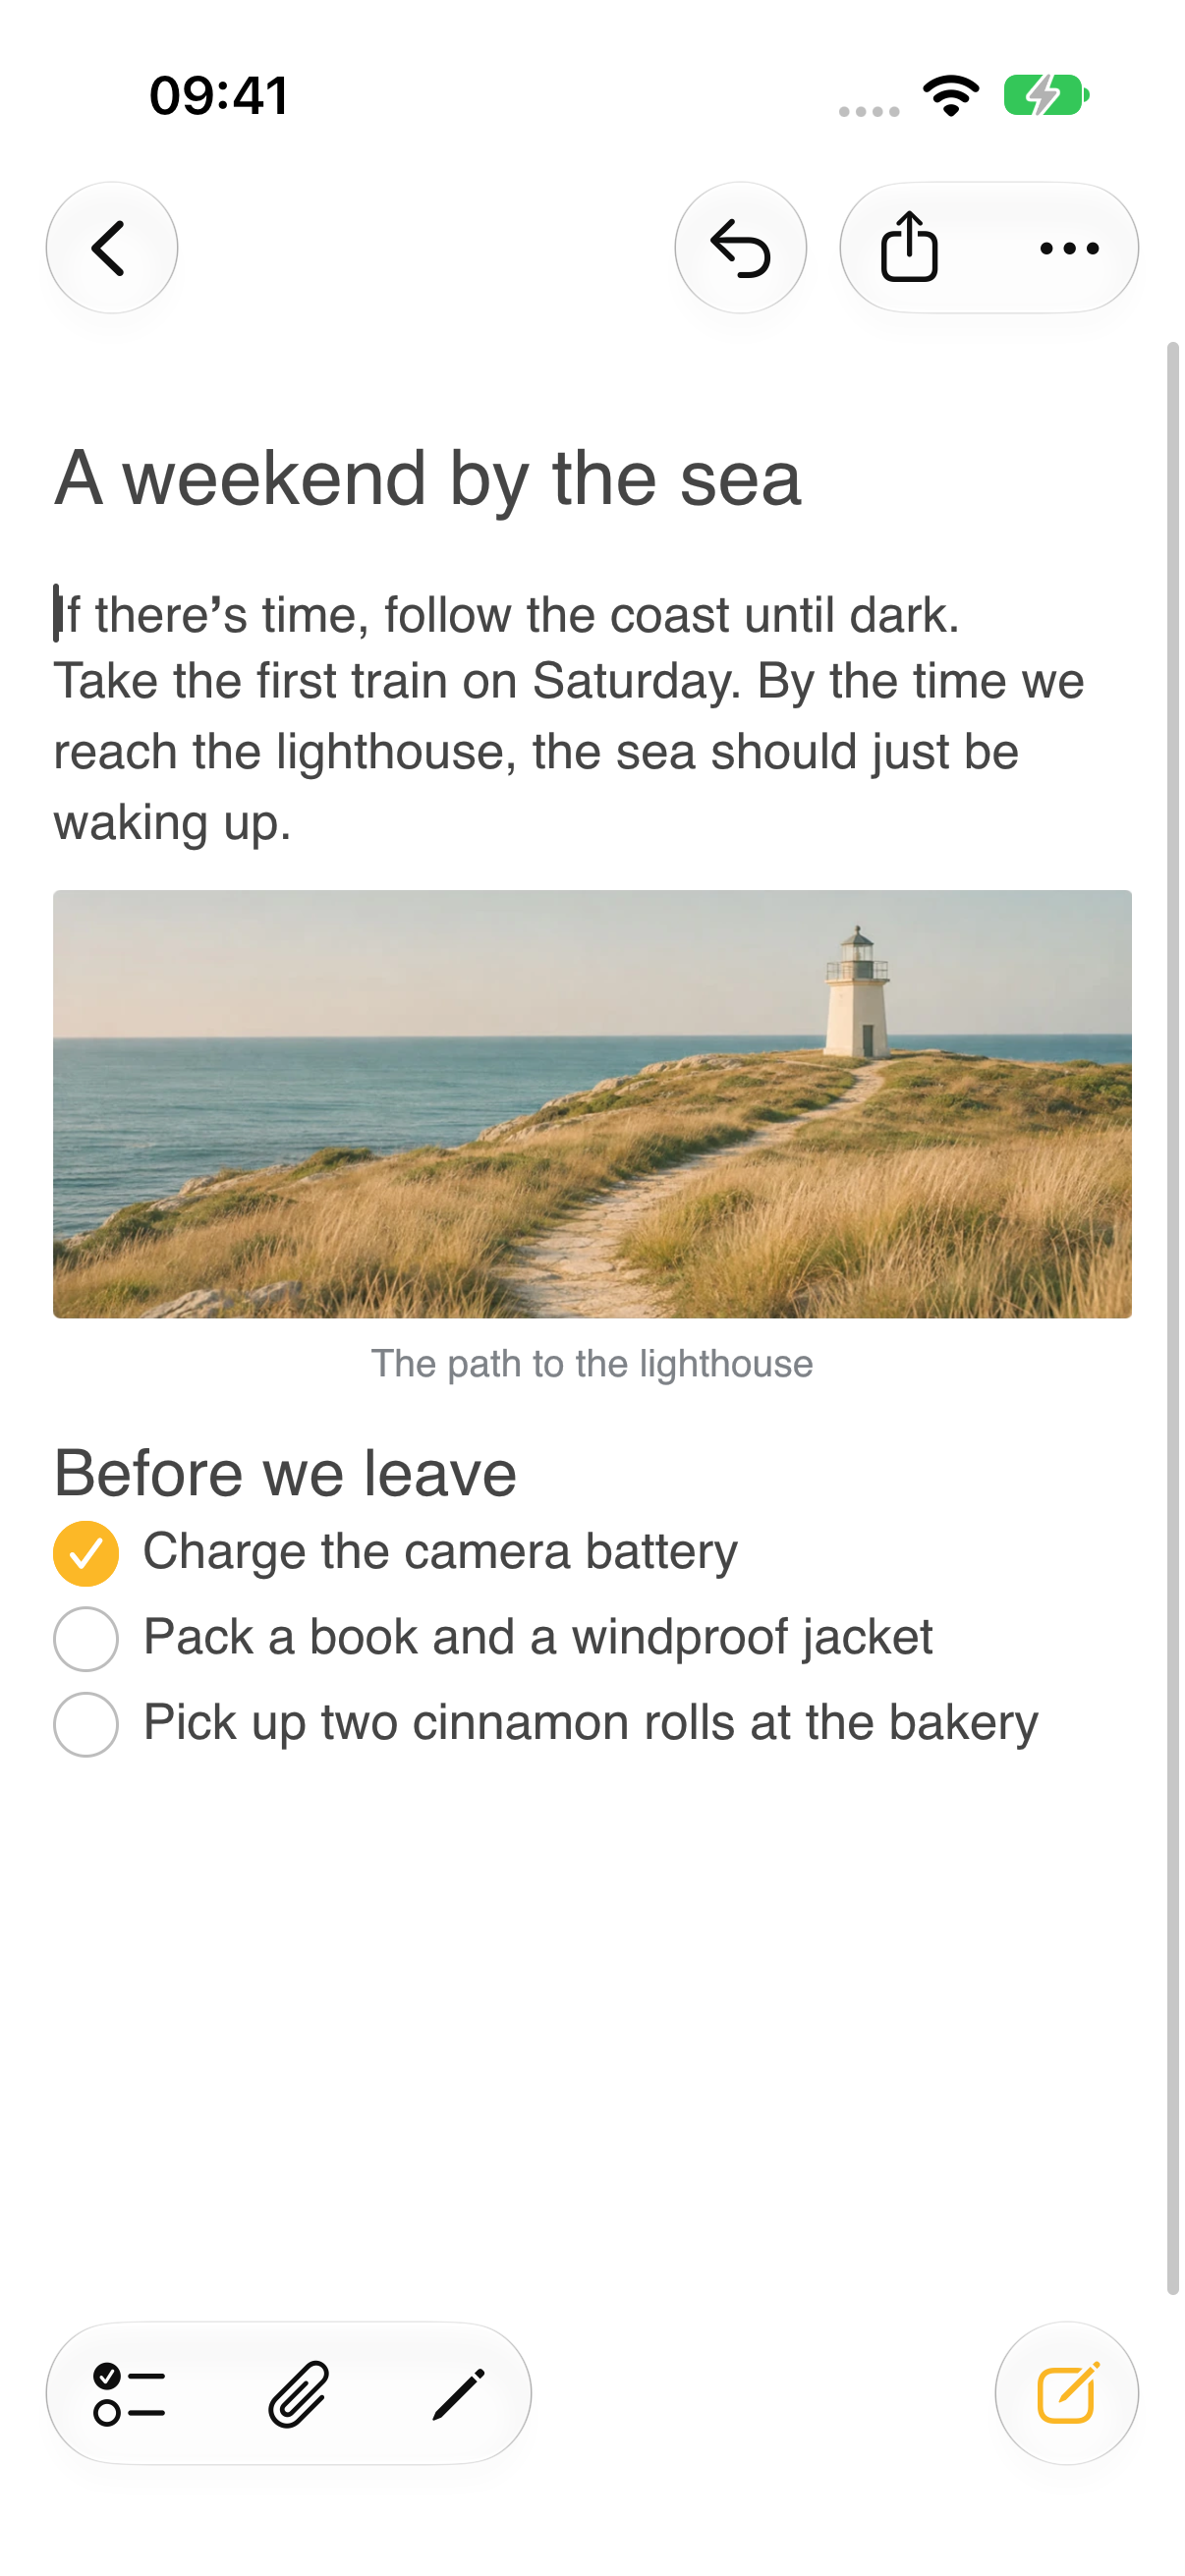 09:41
A weekend by the sea
If there’s time, follow the coast until dark.
Take the first train on Saturday. By the time we
reach the lighthouse, the sea should just be
waking up.
The path to the lighthouse
Before we leave
Charge the camera battery
Pack a book and a windproof jacket
Pick up two cinnamon rolls at the bakery